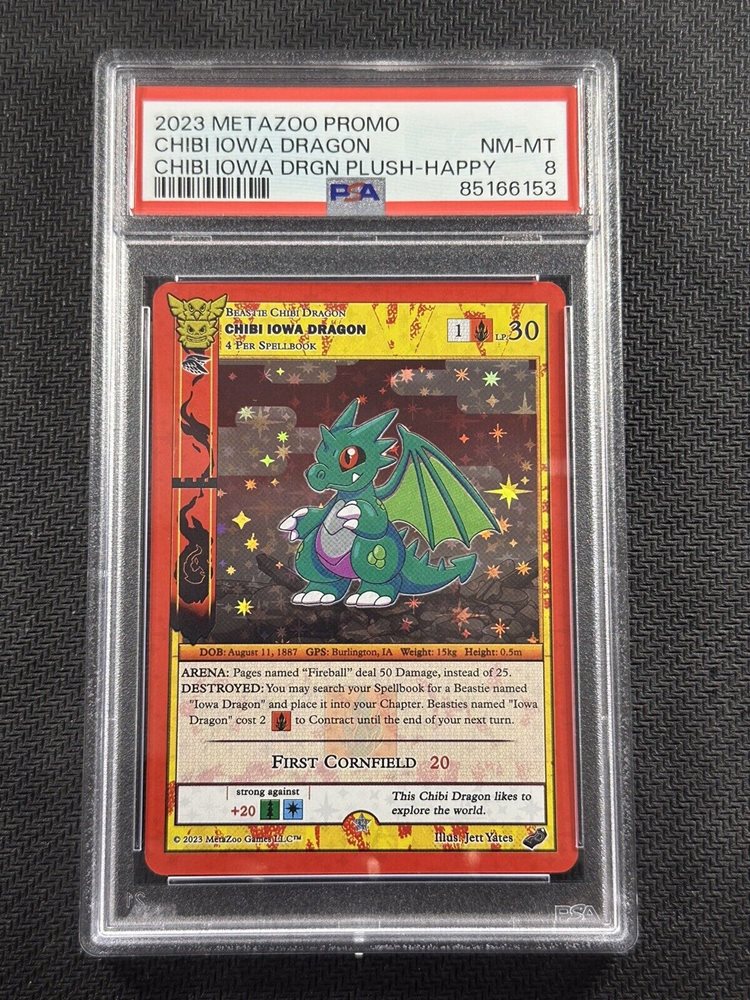 2023 METAZOO PROMO
CHIBI IOWA DRAGON NM-MT
CHIBI IOWA DRGN PLUSH-HAPPY 8
PSA 85166153
BEASTIE CHIBI DRAGON
CHIBI IOWA DRAGON
4 PER SPELLBOOK
1 LP 30
DOB: August 11, 1887 GPS: Burlington, IA Weight: 15kg Height: 0.5m
ARENA: Pages named "Fireball" deal 50 Damage, instead of 25.
DESTROYED: You may search your Spellbook for a Beastie named
"Iowa Dragon" and place it into your Chapter. Beasties named "Iowa
Dragon" cost 2 to Contract until the end of your next turn.
FIRST CORNFIELD 20
strong against
+20
This Chibi Dragon likes to
explore the world.
© 2023 MetaZoo Games LLC™ Illus. Jett Yates
PSA